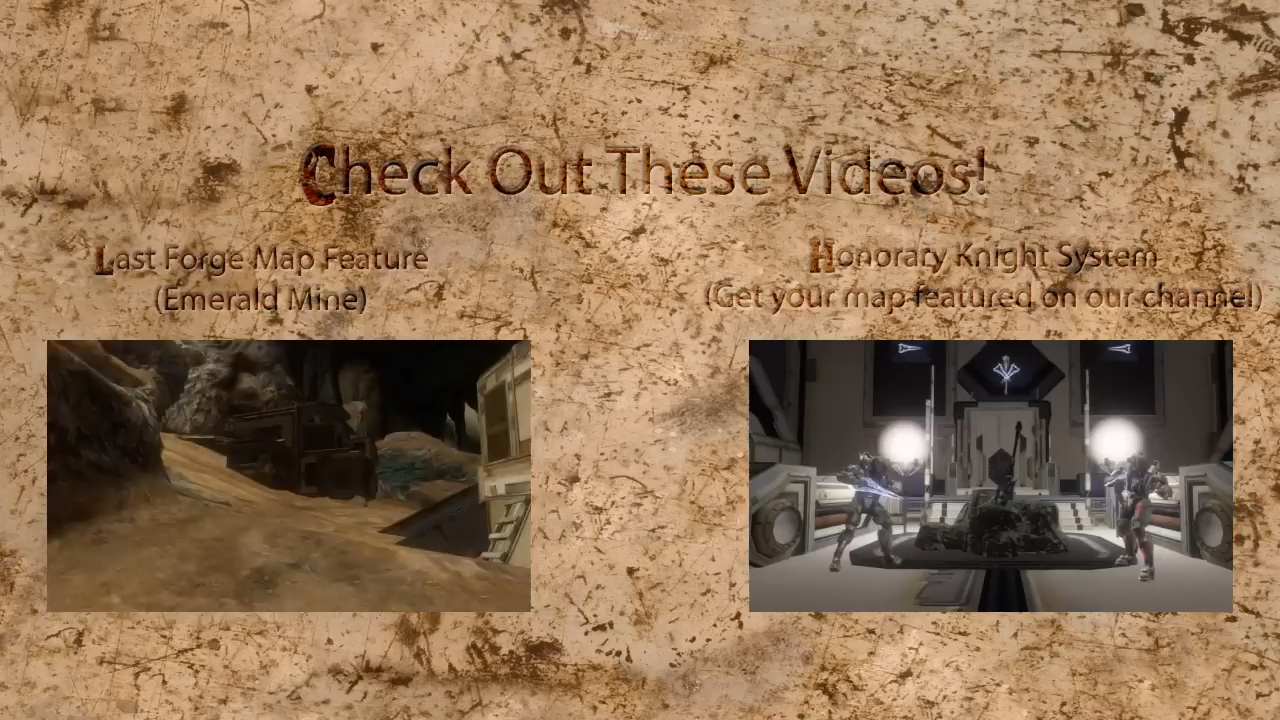 Check Out These Videos!
Last Forge Map Feature
(Emerald Mine)
Honorary Knight System
(Get your map featured on our channel)